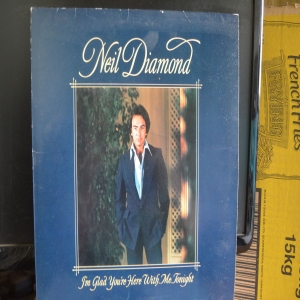 Neil Diamond
I'm Glad You're Here With Me Tonight
French Fries
15kg